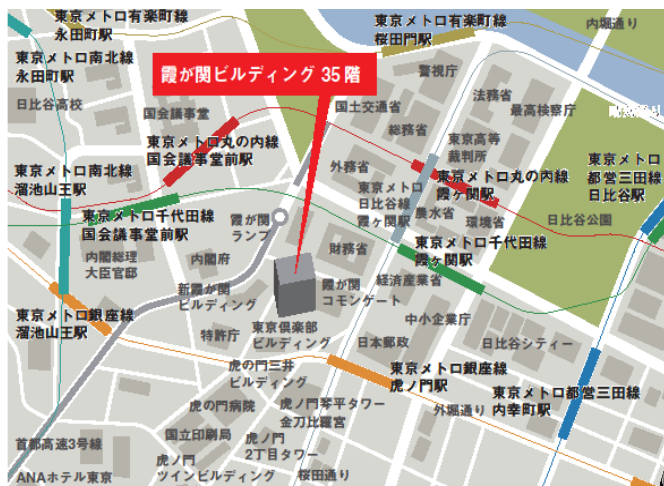 東京メトロ有楽町線
永田町駅
東京メトロ有楽町線
桜田門駅
内堀通り
東京メトロ南北線
永田町駅
霞が関ビルディング 35 階
警視庁
法務省
日比谷高校
国会議事堂
国土交通省
最高検察庁
東京メトロ丸の内線
国会議事堂前駅
総務省
東京高等
裁判所
東京メトロ南北線
溜池山王駅
外務省
東京メトロ丸の内線
霞ヶ関駅
東京メトロ
都営三田線
日比谷駅
東京メトロ
日比谷線
霞ヶ関駅
東京メトロ千代田線
国会議事堂前駅
霞が関
ランプ
農水省
環境省
日比谷公園
財務省
東京メトロ千代田線
霞ヶ関駅
内閣総理
大臣官邸
内閣府
新霞が関
ビルディング
霞が関
コモンゲート
経済産業省
東京メトロ銀座線
溜池山王駅
特許庁
東京倶楽部
ビルディング
日本郵政
中小企業庁
日比谷シティー
虎の門三井
ビルディング
東京メトロ銀座線
虎ノ門駅
東京メトロ都営三田線
内幸町駅
虎の門病院
虎ノ門琴平タワー
金刀比羅宮
外堀通り
国立印刷局
虎ノ門
2丁目タワー
首都高速3号線
虎ノ門
ツインビルディング
桜田通り
ANAホテル東京